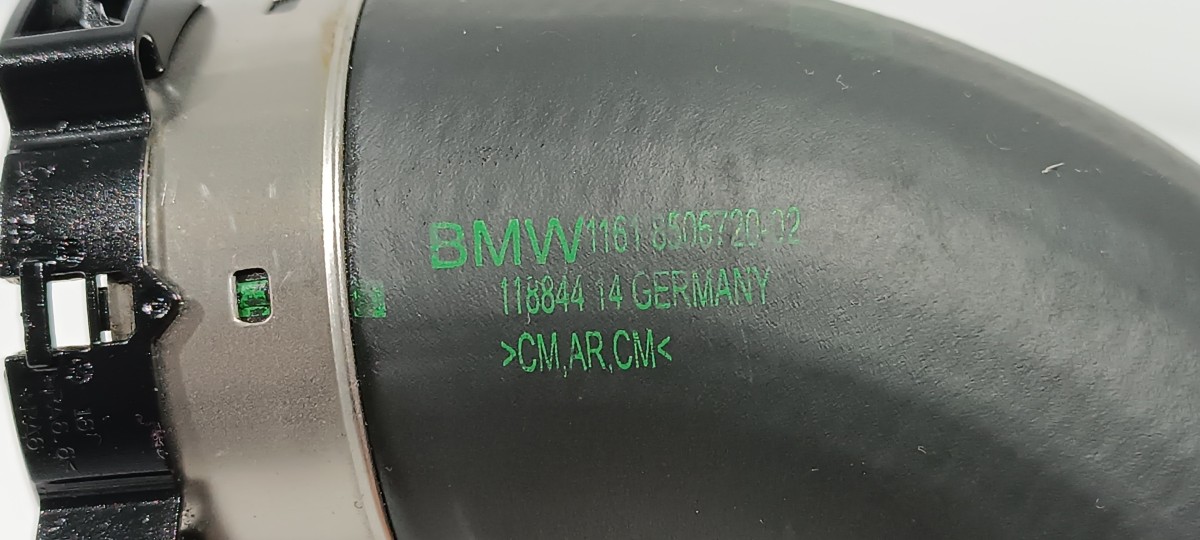 BMW 1161 8506720-02
118844 14 GERMANY
>CM,AR,CM<